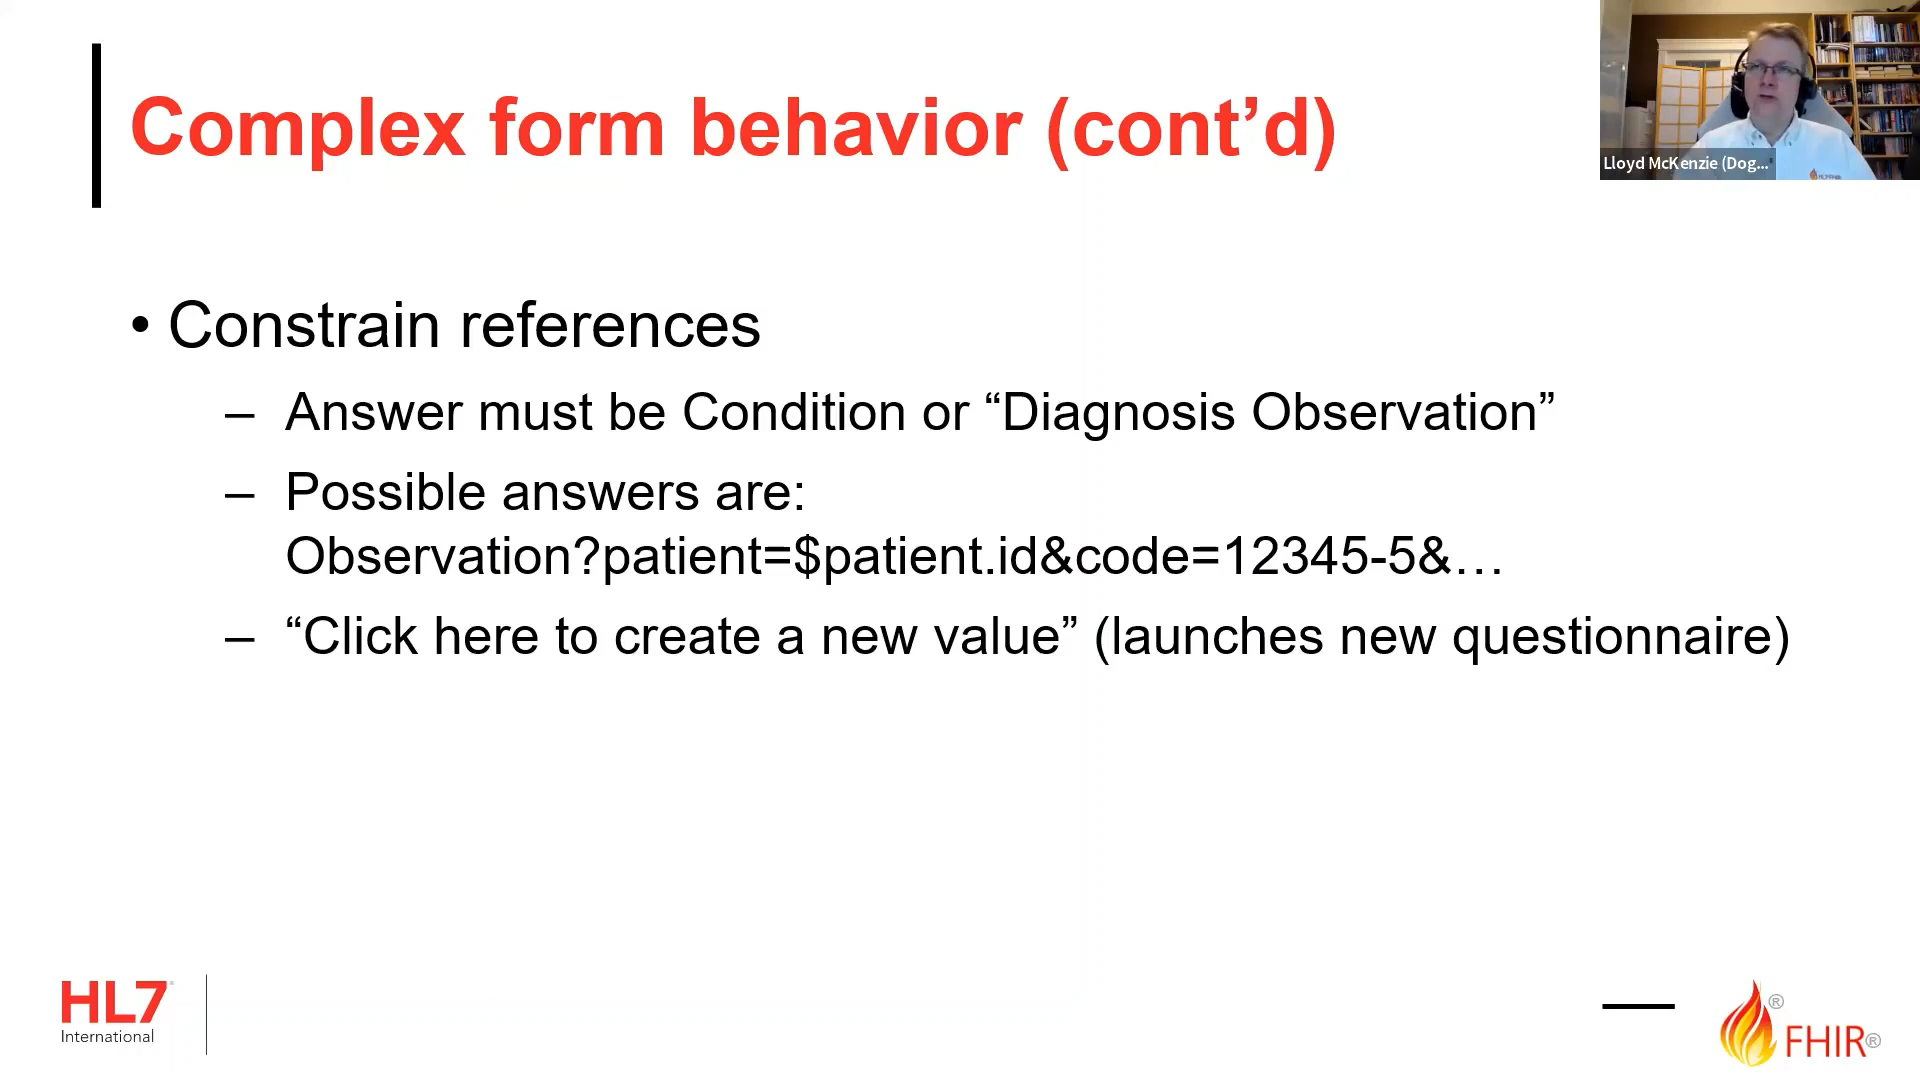 Complex form behavior (cont’d)
Lloyd McKenzie (Dog...
• Constrain references
– Answer must be Condition or “Diagnosis Observation”
– Possible answers are:
Observation?patient=$patient.id&code=12345-5&…
– “Click here to create a new value” (launches new questionnaire)
HL7
International
FHIR®